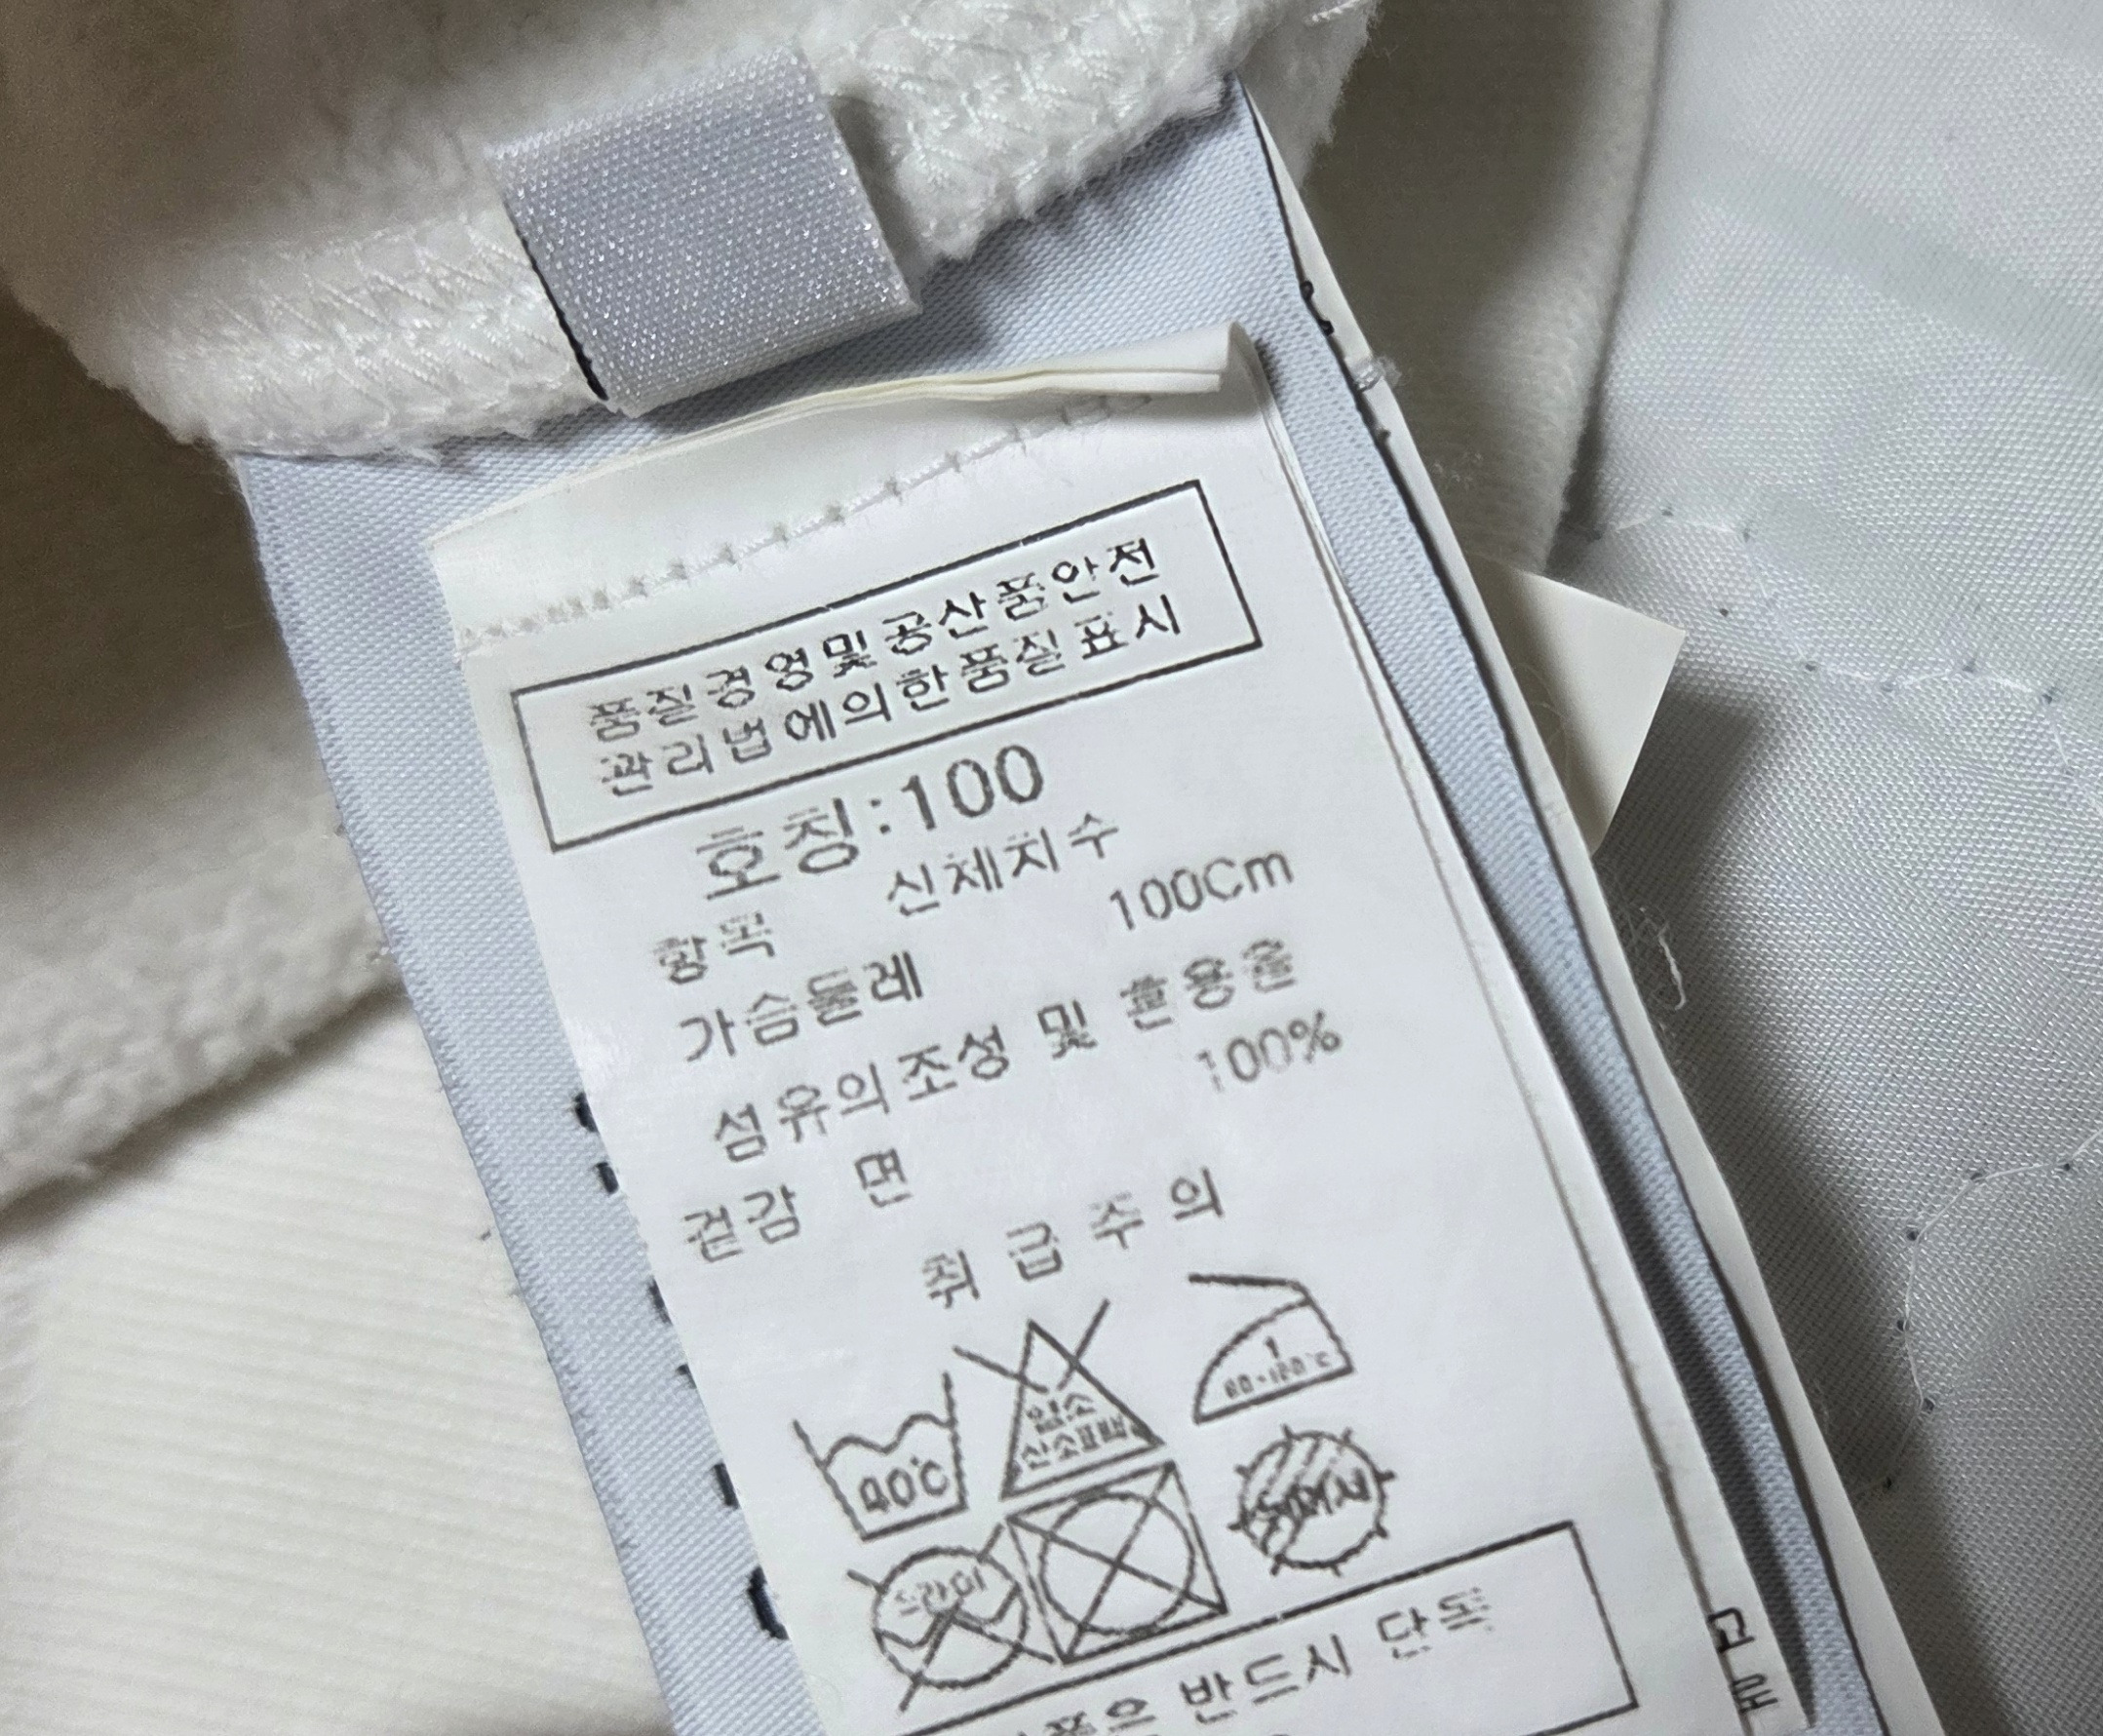 품질경영및공산품안전
관리법에의한품질표시
호칭:100
항목 신체치수
가슴둘레 100Cm
섬유의조성 및 혼용율
겉감 면 100%
취급주의
40℃
염소
산소표백
1
드라이
반드시 단독